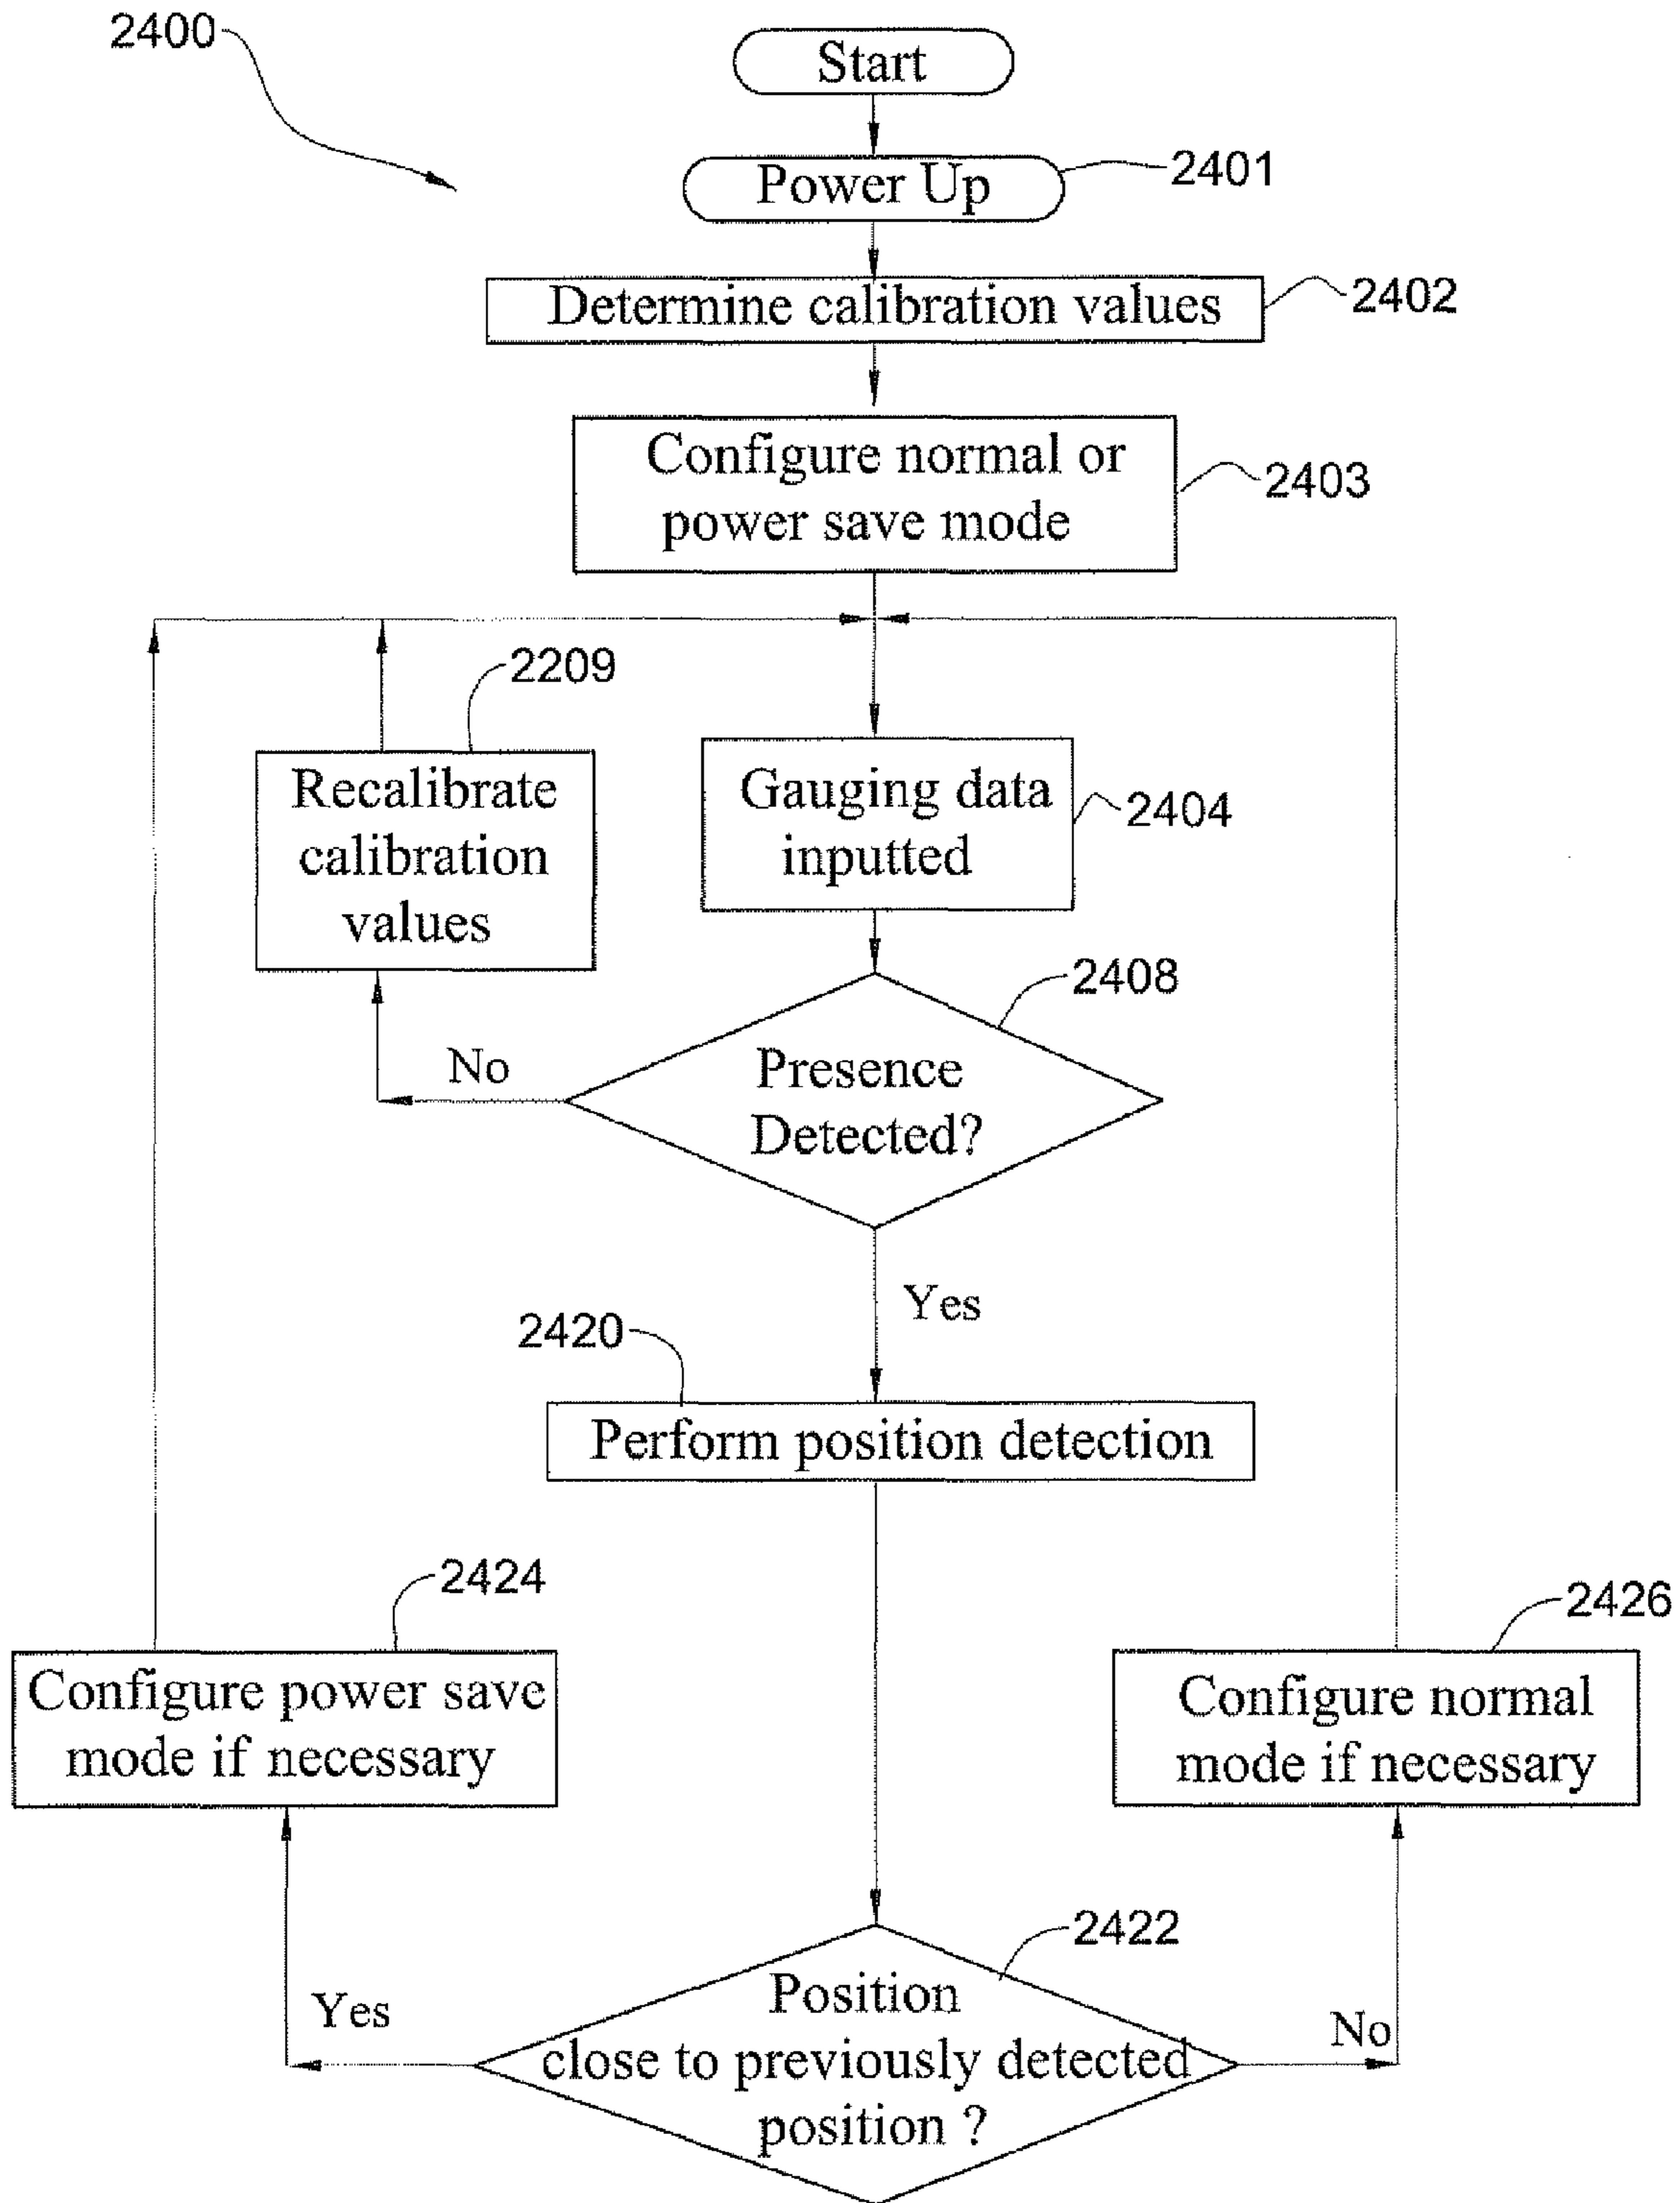 2400
Start
Power Up
2401
Determine calibration values
2402
Configure normal or
power save mode
2403
2209
Recalibrate
calibration
values
Gauging data
inputted
2404
2408
Presence
Detected?
No
Yes
2420
Perform position detection
2424
Configure power save
mode if necessary
2426
Configure normal
mode if necessary
2422
Position
close to previously detected
position ?
Yes
No